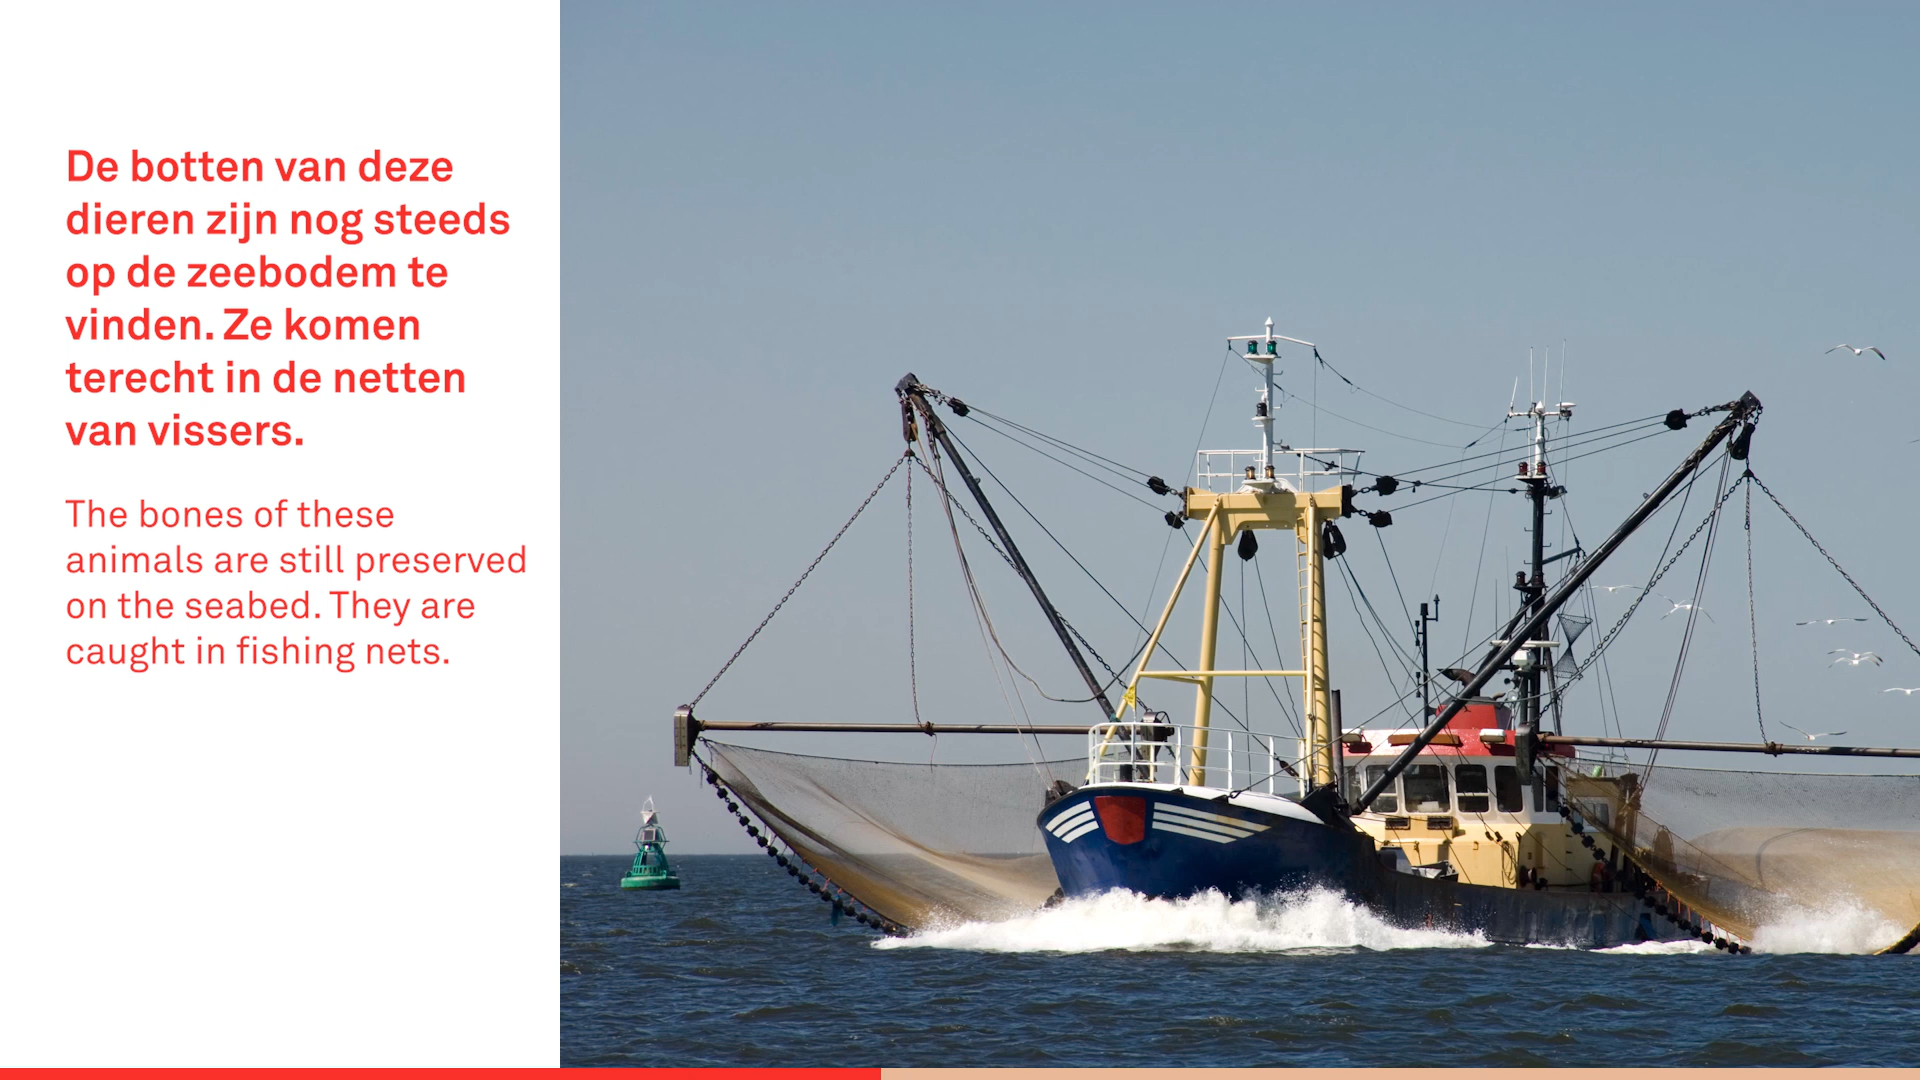 De botten van deze
dieren zijn nog steeds
op de zeebodem te
vinden. Ze komen
terecht in de netten
van vissers.
The bones of these
animals are still preserved
on the seabed. They are
caught in fishing nets.